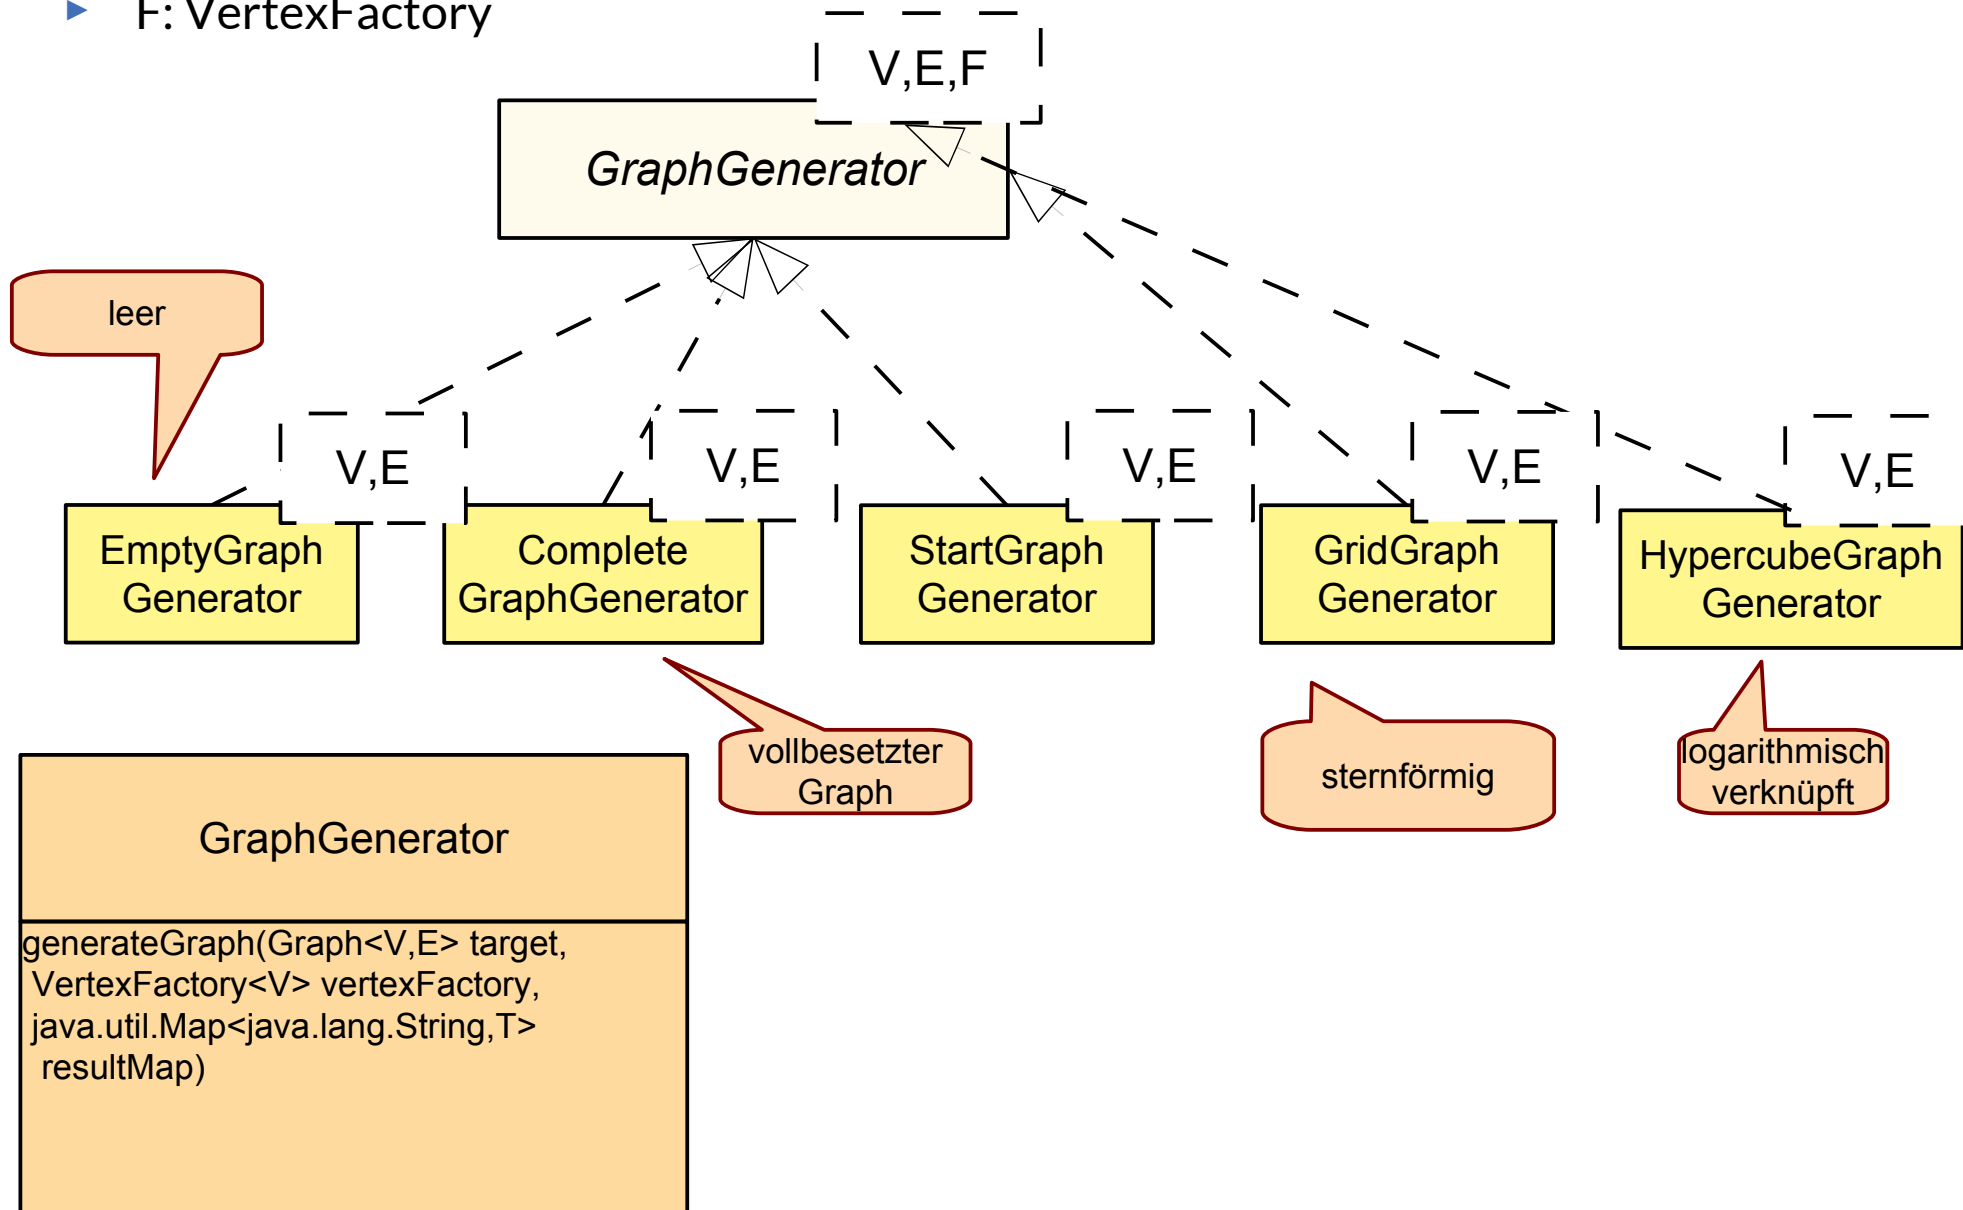 F: VertexFactory
V,E,F
GraphGenerator
leer
V,E
V,E
V,E
V,E
V,E
EmptyGraph
Generator
Complete
GraphGenerator
StartGraph
Generator
GridGraph
Generator
HypercubeGraph
Generator
vollbesetzter
Graph
sternförmig
logarithmisch
verknüpft
GraphGenerator
generateGraph(Graph<V,E> target,
VertexFactory<V> vertexFactory,
java.util.Map<java.lang.String,T>
resultMap)